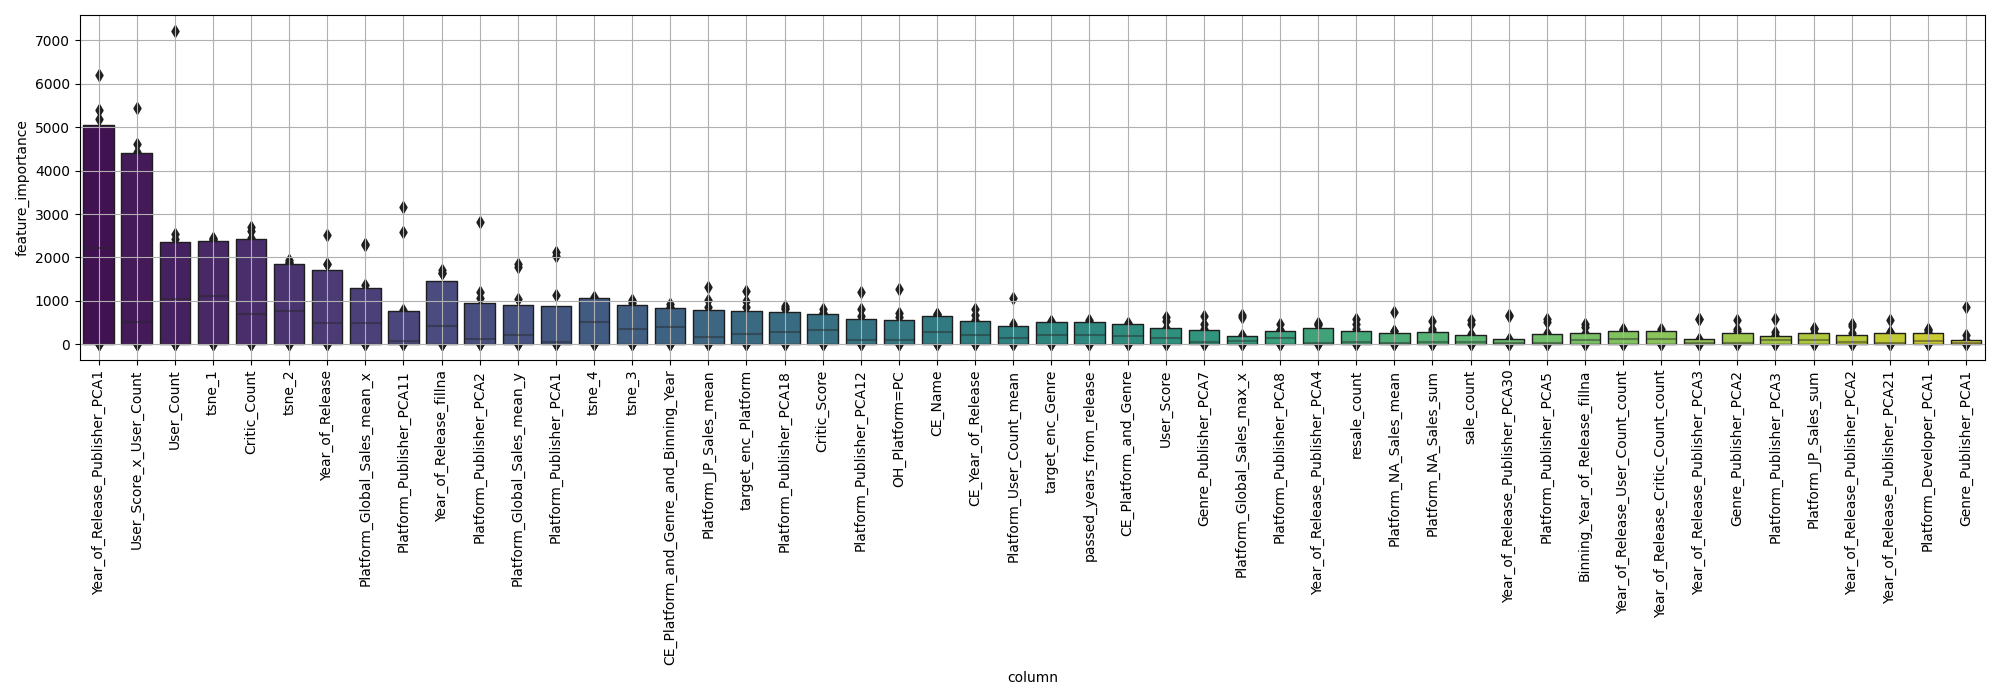 7000
6000
5000
4000
3000
2000
1000
0
feature_importance
Year_of_Release_Publisher_PCA1
User_Score_x_User_Count
User_Count
tsne_1
Critic_Count
tsne_2
Year_of_Release
Platform_Global_Sales_mean_x
Platform_Publisher_PCA11
Year_of_Release_fillna
Platform_Publisher_PCA2
Platform_Global_Sales_mean_y
Platform_Publisher_PCA1
tsne_4
tsne_3
CE_Platform_and_Genre_and_Binning_Year
Platform_JP_Sales_mean
target_enc_Platform
Platform_Publisher_PCA18
Critic_Score
Platform_Publisher_PCA12
OH_Platform=PC
CE_Name
CE_Year_of_Release
Platform_User_Count_mean
target_enc_Genre
passed_years_from_release
CE_Platform_and_Genre
User_Score
Genre_Publisher_PCA7
Platform_Global_Sales_max_x
Platform_Publisher_PCA8
Year_of_Release_Publisher_PCA4
resale_count
Platform_NA_Sales_mean
Platform_NA_Sales_sum
sale_count
Year_of_Release_Publisher_PCA30
Platform_Publisher_PCA5
Binning_Year_of_Release_fillna
Year_of_Release_User_Count_count
Year_of_Release_Critic_Count_count
Year_of_Release_Publisher_PCA3
Genre_Publisher_PCA2
Platform_Publisher_PCA3
Platform_JP_Sales_sum
Year_of_Release_Publisher_PCA2
Year_of_Release_Publisher_PCA21
Platform_Developer_PCA1
Genre_Publisher_PCA1
column